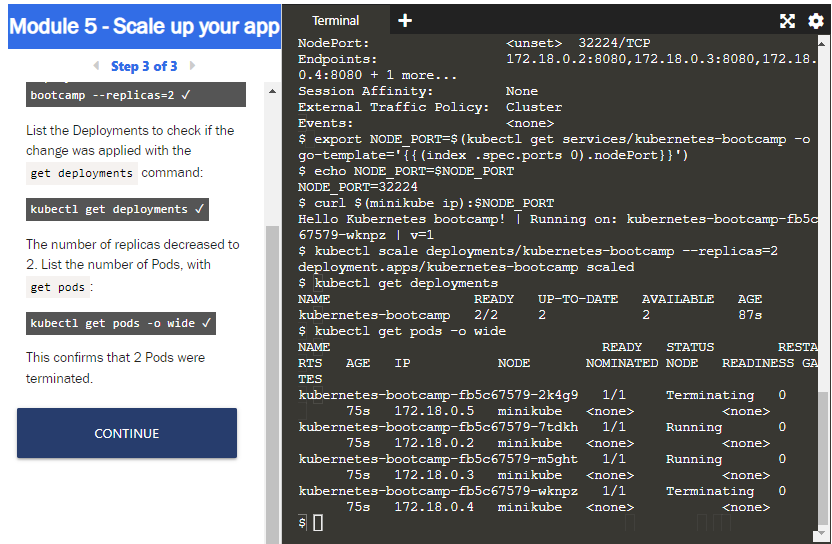 Module 5 - Scale up your app
Step 3 of 3
bootcamp --replicas=2 ✓
List the Deployments to check if the
change was applied with the
get deployments command:
kubectl get deployments ✓
The number of replicas decreased to
2. List the number of Pods, with
get pods:
kubectl get pods -o wide ✓
This confirms that 2 Pods were
terminated.
CONTINUE
Terminal +
NodePort: <unset> 32224/TCP
Endpoints: 172.18.0.2:8080,172.18.0.3:8080,172.18.
0.4:8080 + 1 more...
Session Affinity: None
External Traffic Policy: Cluster
Events: <none>
$ export NODE_PORT=$(kubectl get services/kubernetes-bootcamp -o
go-template='{{(index .spec.ports 0).nodePort}}')
$ echo NODE_PORT=$NODE_PORT
NODE_PORT=32224
$ curl $(minikube ip):$NODE_PORT
Hello Kubernetes bootcamp! | Running on: kubernetes-bootcamp-fb5c
67579-wknpz | v=1
$ kubectl scale deployments/kubernetes-bootcamp --replicas=2
deployment.apps/kubernetes-bootcamp scaled
$ kubectl get deployments
NAME READY UP-TO-DATE AVAILABLE AGE
kubernetes-bootcamp 2/2 2 2 87s
$ kubectl get pods -o wide
NAME READY STATUS RESTA
RTS AGE IP NODE NOMINATED NODE READINESS GA
TES
kubernetes-bootcamp-fb5c67579-2k4g9 1/1 Terminating 0
75s 172.18.0.5 minikube <none> <none>
kubernetes-bootcamp-fb5c67579-7tdkh 1/1 Running 0
75s 172.18.0.2 minikube <none> <none>
kubernetes-bootcamp-fb5c67579-m5ght 1/1 Running 0
75s 172.18.0.3 minikube <none> <none>
kubernetes-bootcamp-fb5c67579-wknpz 1/1 Terminating 0
75s 172.18.0.4 minikube <none> <none>
$